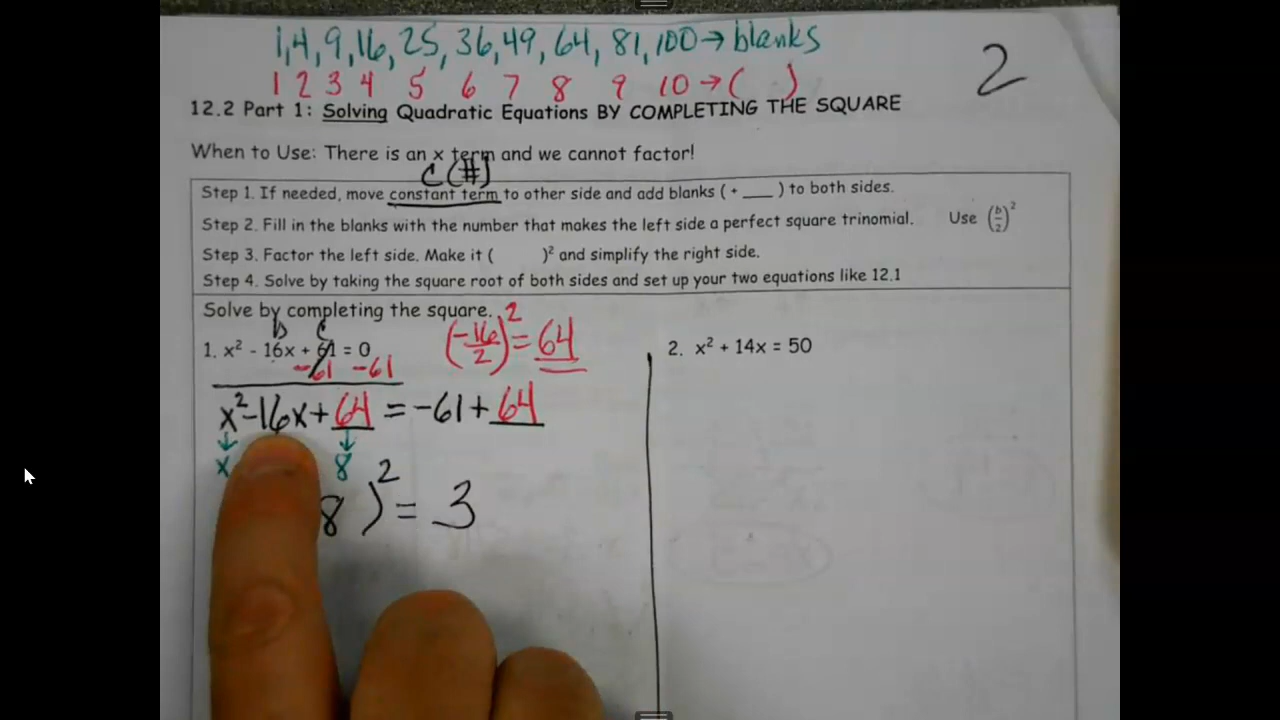 1, 4, 9, 16, 25, 36, 49, 64, 81, 100 → blanks
1 2 3 4 5 6 7 8 9 10 → ( )
2
12.2 Part 1: Solving Quadratic Equations BY COMPLETING THE SQUARE
When to Use: There is an x term and we cannot factor!
C (#)
Step 1. If needed, move constant term to other side and add blanks ( + ___ ) to both sides.
Step 2. Fill in the blanks with the number that makes the left side a perfect square trinomial. Use (b/2)²
Step 3. Factor the left side. Make it ( )² and simplify the right side.
Step 4. Solve by taking the square root of both sides and set up your two equations like 12.1
Solve by completing the square.
b c
(-16/2)² = 64
1. x² - 16x + 61 = 0
-61 -61
x² - 16x + 64 = -61 + 64
↓ ↓
x 8
8 )² = 3
2. x² + 14x = 50